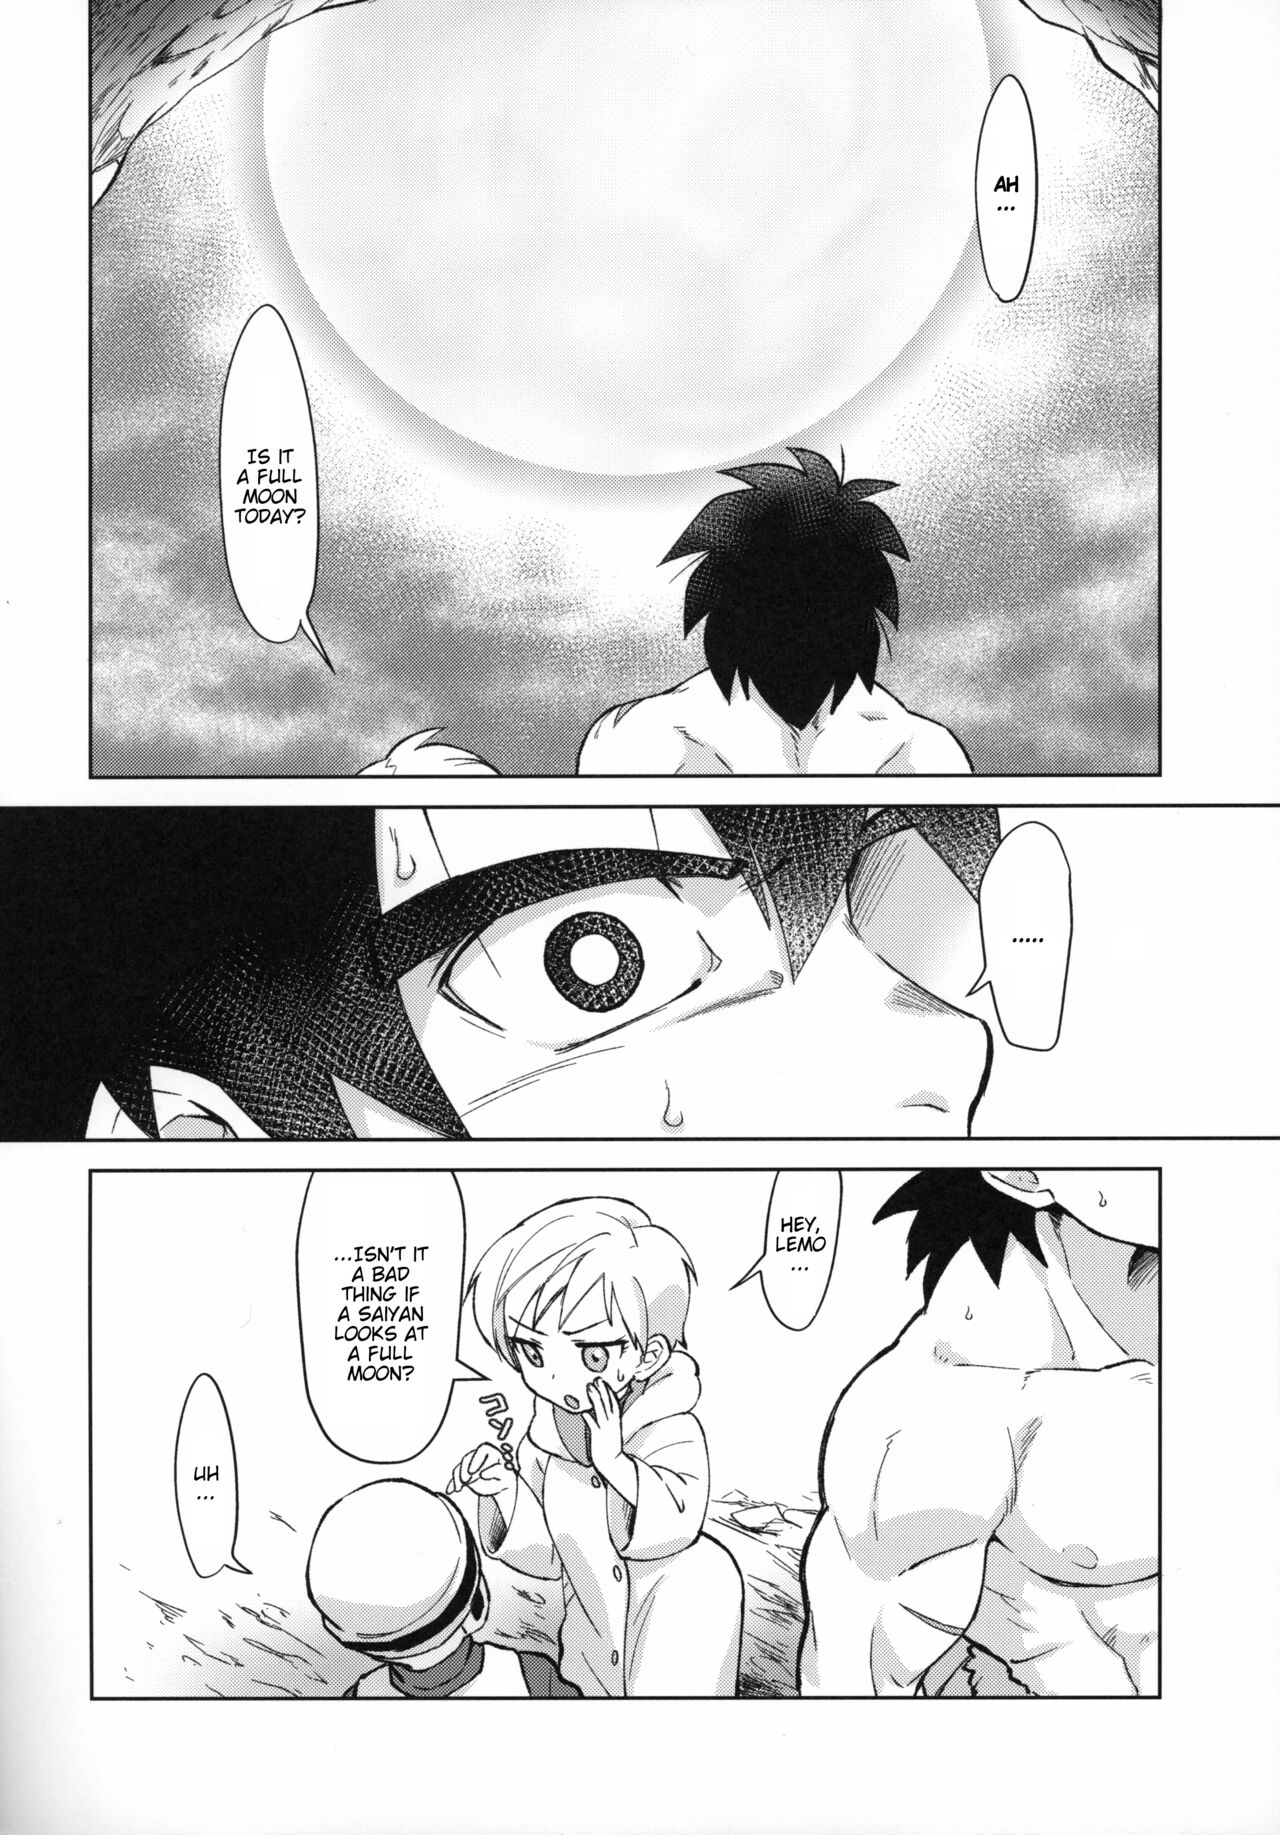 AH
...
IS IT
A FULL
MOON
TODAY?
.....
HEY,
LEMO
...
...ISN'T IT
A BAD
THING IF
A SAIYAN
LOOKS AT
A FULL
MOON?
UH
...